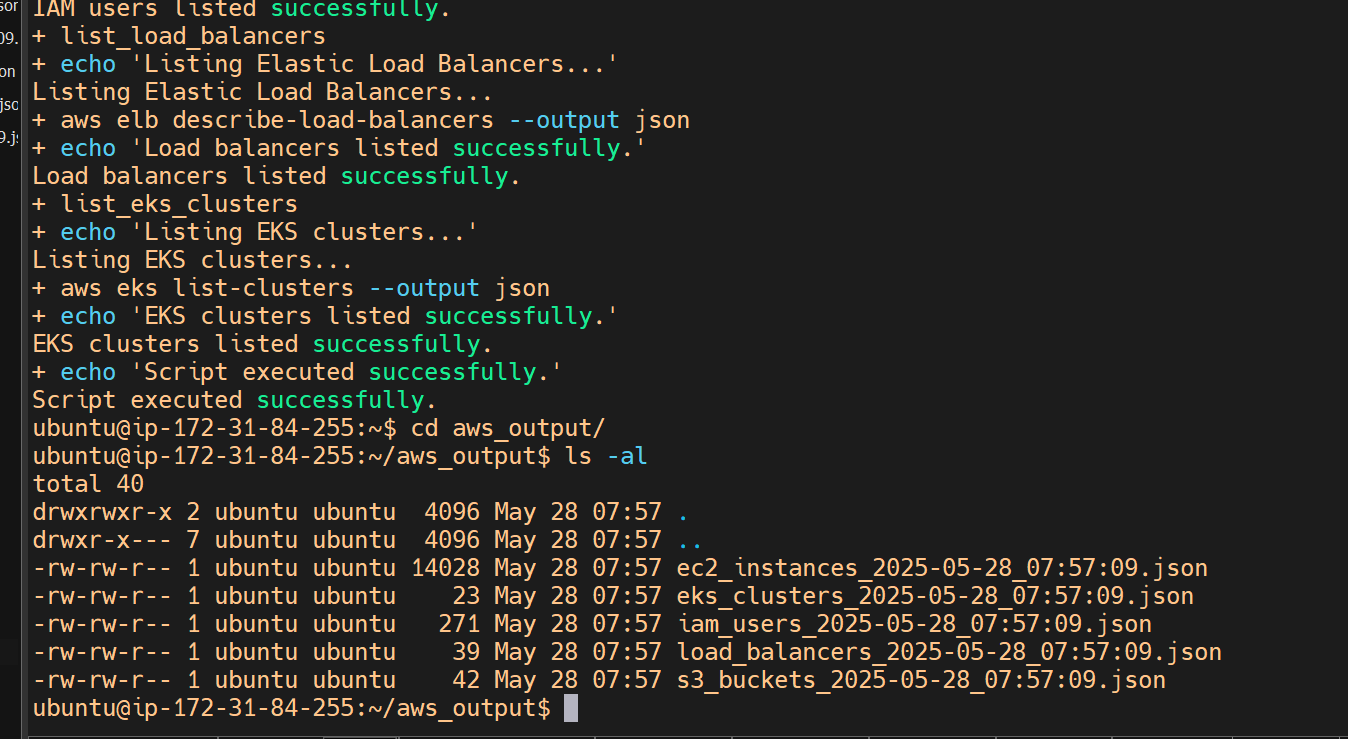 IAM users listed successfully.
+ list_load_balancers
+ echo 'Listing Elastic Load Balancers...'
Listing Elastic Load Balancers...
+ aws elb describe-load-balancers --output json
+ echo 'Load balancers listed successfully.'
Load balancers listed successfully.
+ list_eks_clusters
+ echo 'Listing EKS clusters...'
Listing EKS clusters...
+ aws eks list-clusters --output json
+ echo 'EKS clusters listed successfully.'
EKS clusters listed successfully.
+ echo 'Script executed successfully.'
Script executed successfully.
ubuntu@ip-172-31-84-255:~$ cd aws_output/
ubuntu@ip-172-31-84-255:~/aws_output$ ls -al
total 40
drwxrwxr-x 2 ubuntu ubuntu  4096 May 28 07:57 .
drwxr-x--- 7 ubuntu ubuntu  4096 May 28 07:57 ..
-rw-rw-r-- 1 ubuntu ubuntu 14028 May 28 07:57 ec2_instances_2025-05-28_07:57:09.json
-rw-rw-r-- 1 ubuntu ubuntu    23 May 28 07:57 eks_clusters_2025-05-28_07:57:09.json
-rw-rw-r-- 1 ubuntu ubuntu   271 May 28 07:57 iam_users_2025-05-28_07:57:09.json
-rw-rw-r-- 1 ubuntu ubuntu    39 May 28 07:57 load_balancers_2025-05-28_07:57:09.json
-rw-rw-r-- 1 ubuntu ubuntu    42 May 28 07:57 s3_buckets_2025-05-28_07:57:09.json
ubuntu@ip-172-31-84-255:~/aws_output$